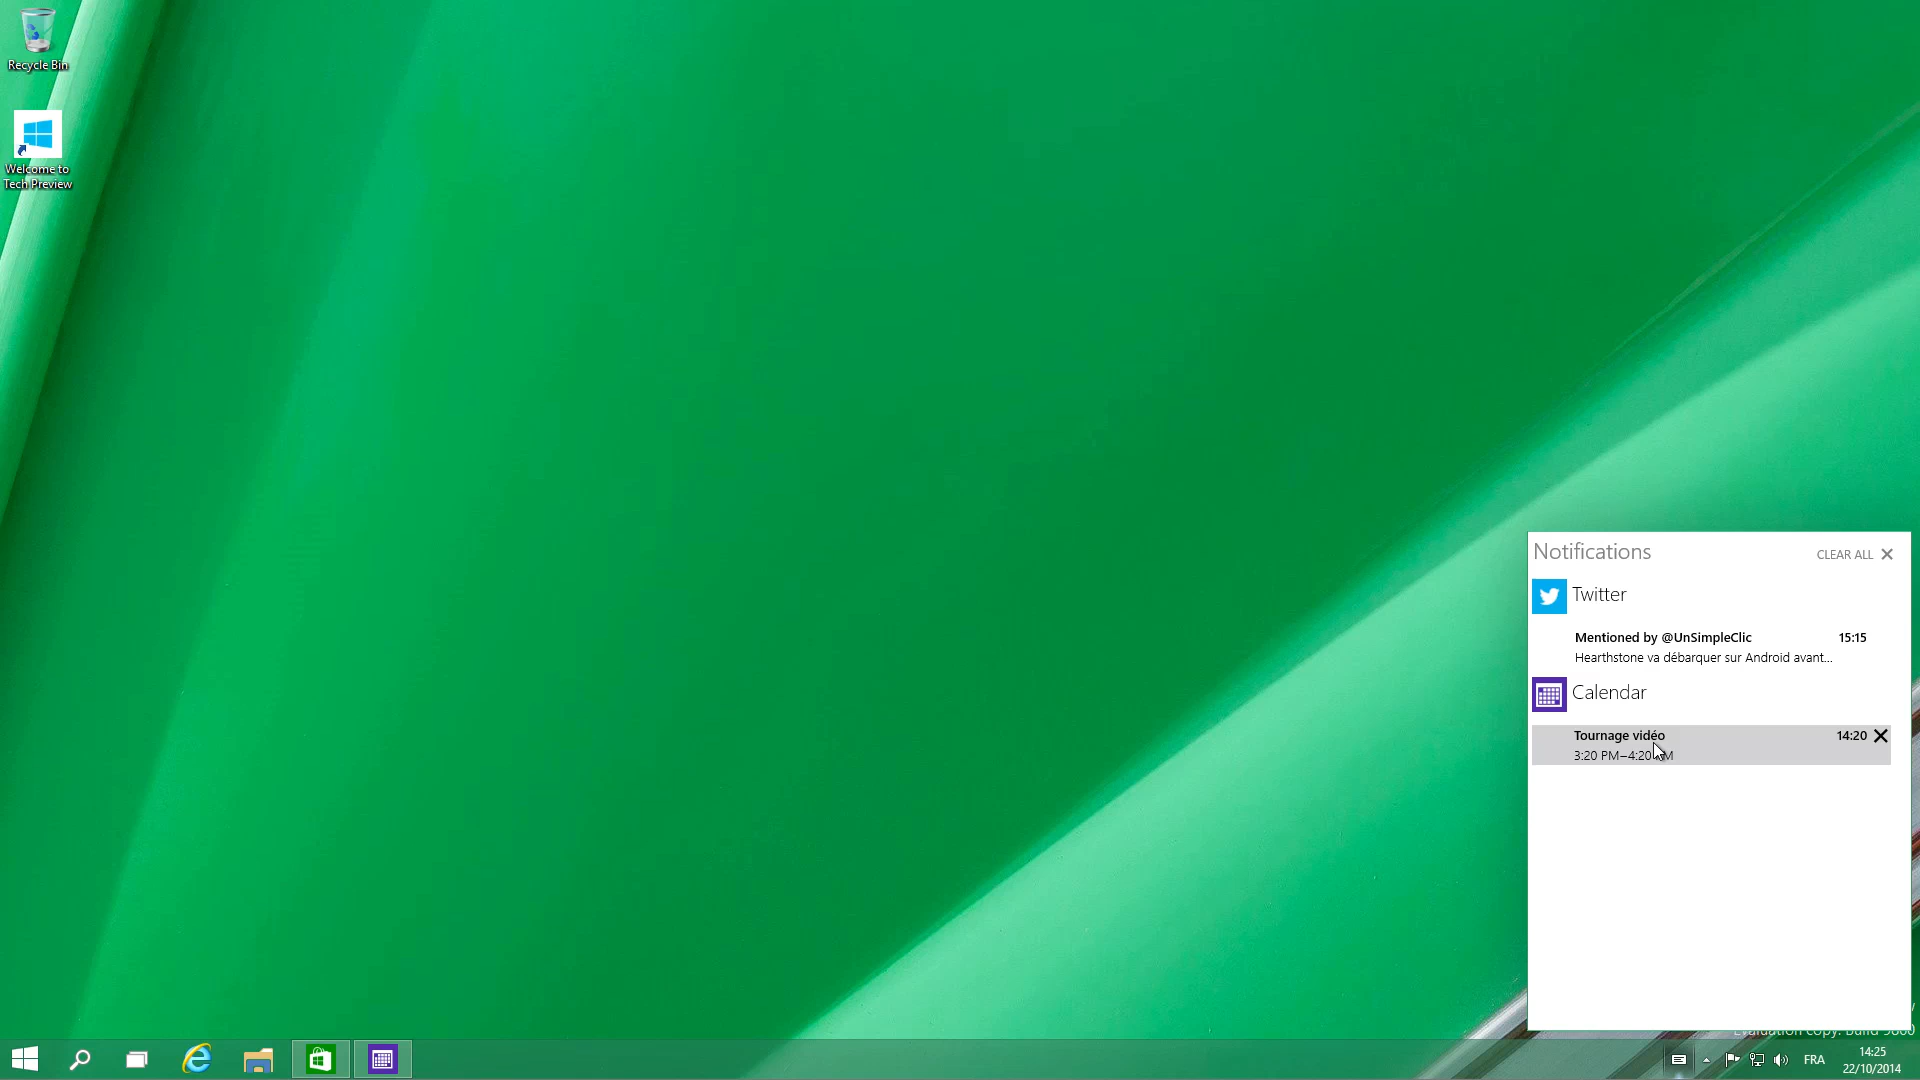 Recycle Bin
Welcome to
Tech Preview
Notifications
CLEAR ALL
Twitter
Mentioned by @UnSimpleClic 15:15
Hearthstone va débarquer sur Android avant...
Calendar
Tournage vidéo 14:20
3:20 PM–4:20 PM
Evaluation copy. Build 9860
FRA
14:25
22/10/2014